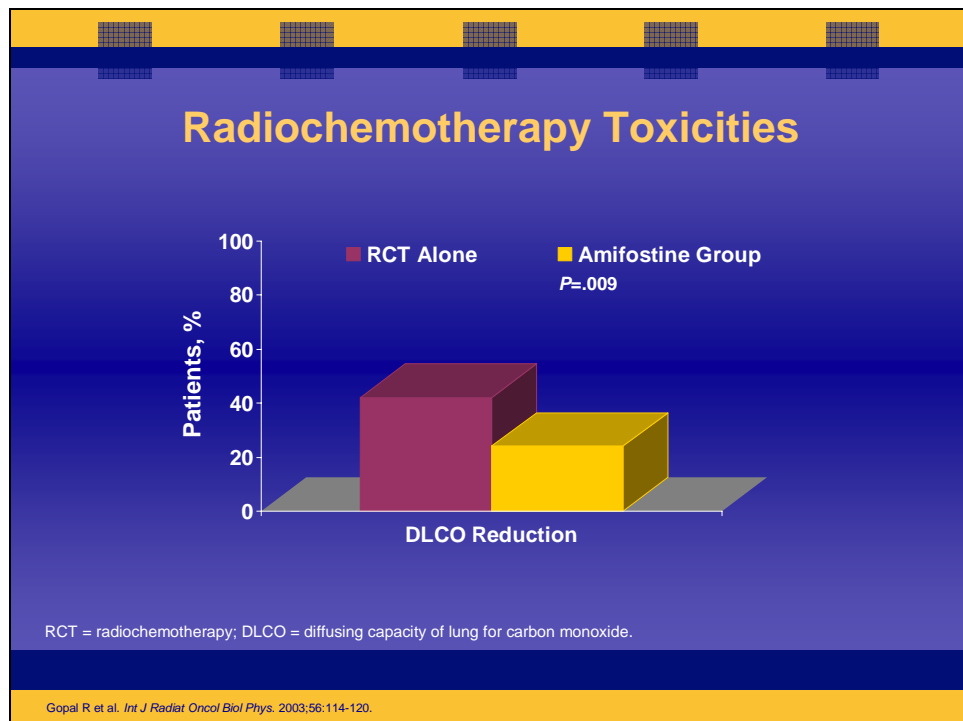 Radiochemotherapy Toxicities
100
80
60
40
20
0
Patients, %
RCT Alone
Amifostine Group
P=.009
DLCO Reduction
RCT = radiochemotherapy; DLCO = diffusing capacity of lung for carbon monoxide.
Gopal R et al. Int J Radiat Oncol Biol Phys. 2003;56:114-120.